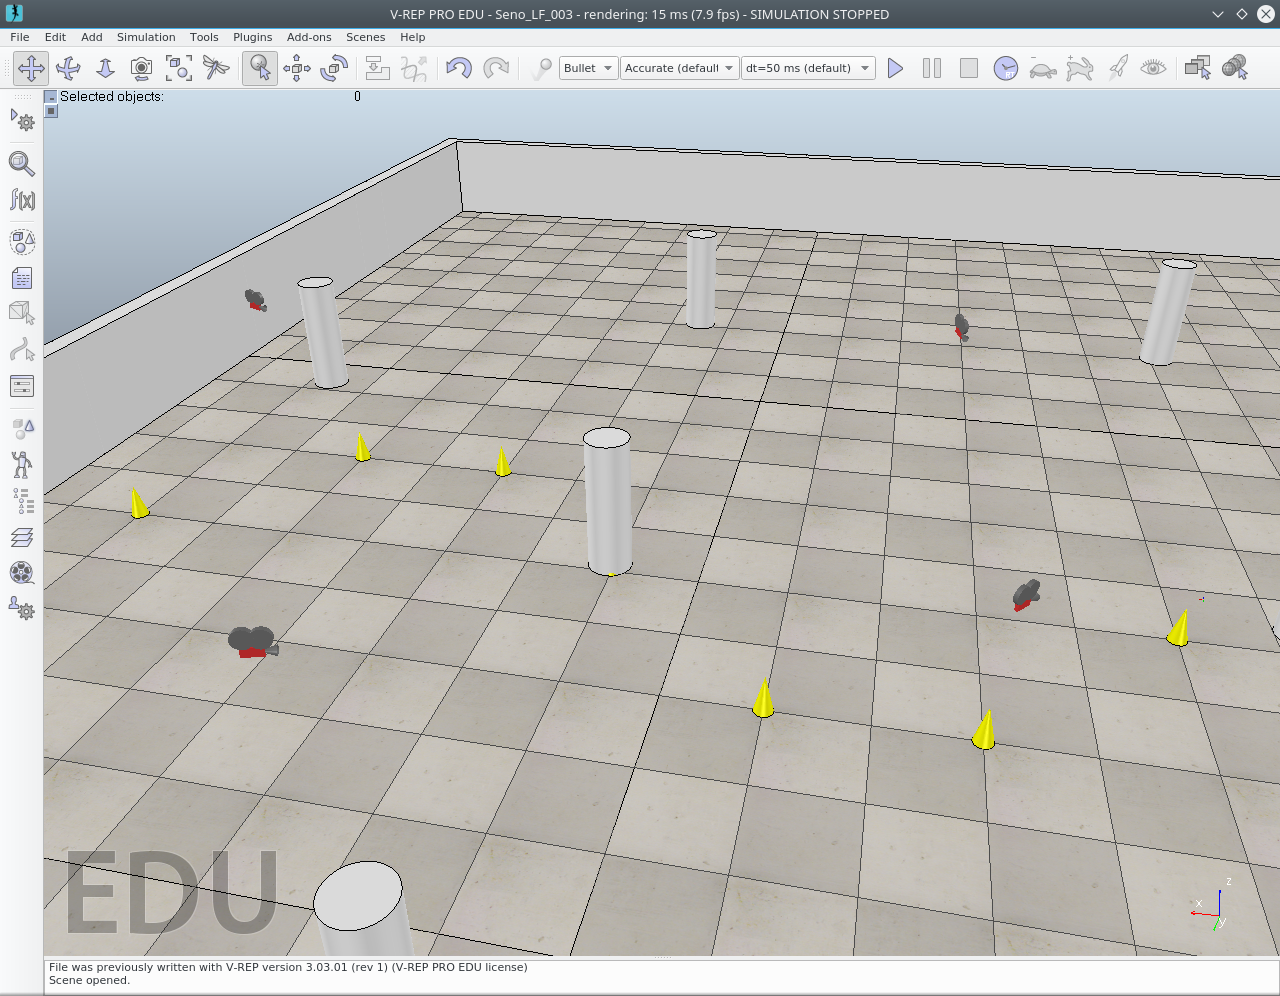 V-REP PRO EDU - Seno_LF_003 - rendering: 15 ms (7.9 fps) - SIMULATION STOPPED
File Edit Add Simulation Tools Plugins Add-ons Scenes Help
Bullet Accurate (default dt=50 ms (default)
Selected objects: 0
f(x)
EDU
z
x
y
File was previously written with V-REP version 3.03.01 (rev 1) (V-REP PRO EDU license)
Scene opened.